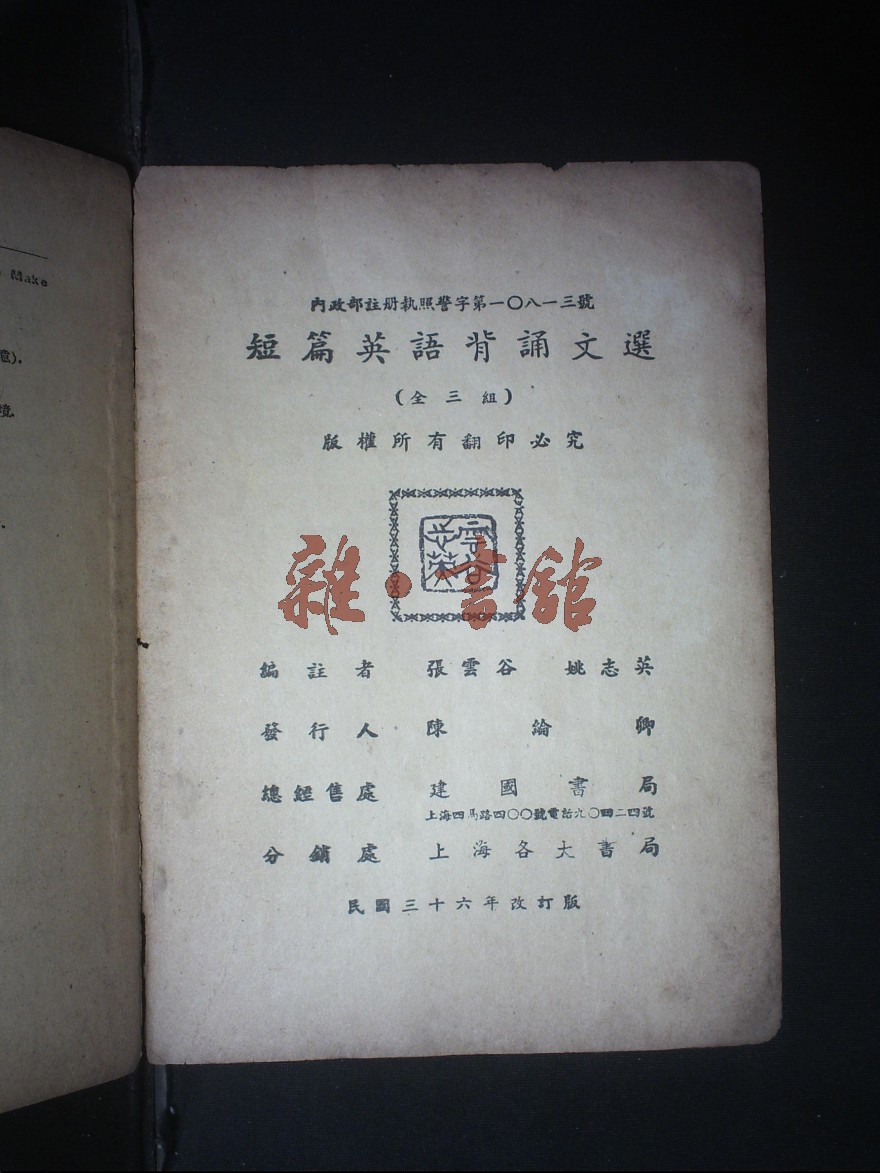 Make
意).
境
內政部註册執照警字第一〇八一三號
短篇英語背誦文選
(全三組)
版權所有翻印必究
雜·書館
編註者 張雲谷 姚志英
發行人 陳綸卿
總經售處 建國書局
上海四馬路四〇〇號電話九〇四二四號
分銷處 上海各大書局
民國三十六年改訂版